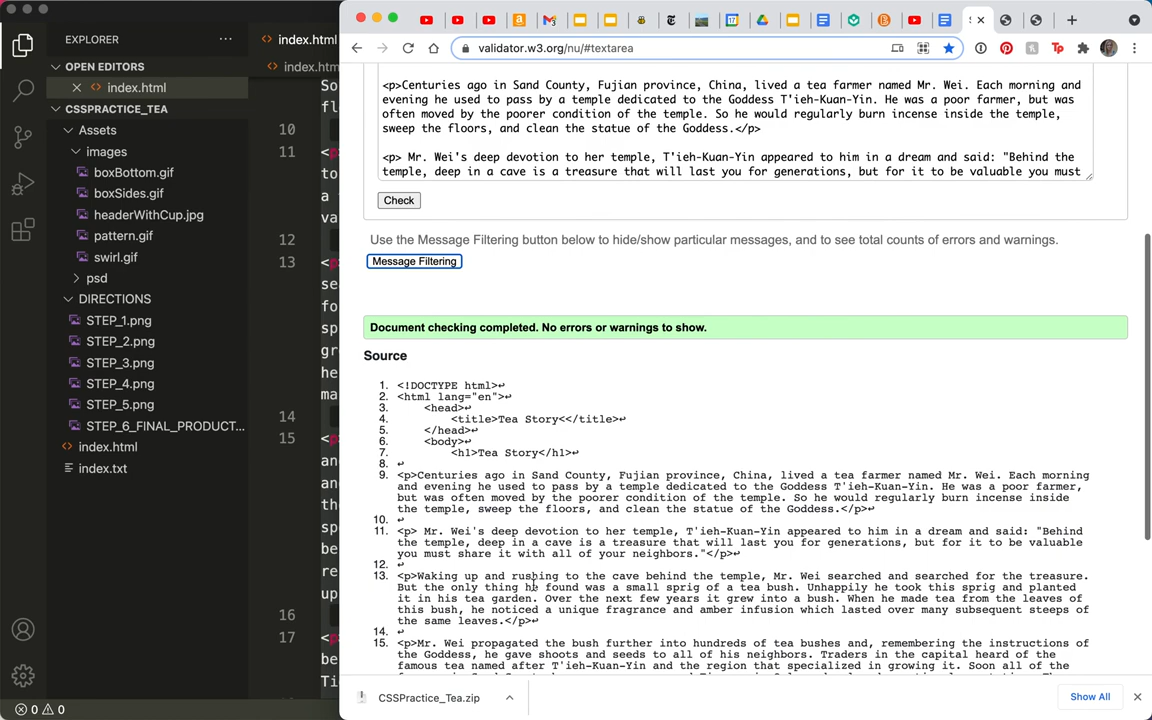 EXPLORER
index.html
OPEN EDITORS
index.html
index.htm
CSSPRACTICE_TEA
Assets
images
boxBottom.gif
boxSides.gif
headerWithCup.jpg
pattern.gif
swirl.gif
psd
DIRECTIONS
STEP_1.png
STEP_2.png
STEP_3.png
STEP_4.png
STEP_5.png
STEP_6_FINAL_PRODUCT...
index.html
index.txt
0 0
So
fl
10
11 <p
to
a
va
12
13 <p
se
fo
sp
gr
he
ma
14
15 <p
an
an
th
sp
be
re
up
16
17 <p
be
Ti
validator.w3.org/nu/#textarea
<p>Centuries ago in Sand County, Fujian province, China, lived a tea farmer named Mr. Wei. Each morning and
evening he used to pass by a temple dedicated to the Goddess T'ieh-Kuan-Yin. He was a poor farmer, but was
often moved by the poorer condition of the temple. So he would regularly burn incense inside the temple,
sweep the floors, and clean the statue of the Goddess.</p>
<p> Mr. Wei's deep devotion to her temple, T'ieh-Kuan-Yin appeared to him in a dream and said: "Behind the
temple, deep in a cave is a treasure that will last you for generations, but for it to be valuable you must
Check
Use the Message Filtering button below to hide/show particular messages, and to see total counts of errors and warnings.
Message Filtering
Document checking completed. No errors or warnings to show.
Source
1. <!DOCTYPE html>↩
2. <html lang="en">↩
3. <head>↩
4. <title>Tea Story<</title>↩
5. </head>↩
6. <body>↩
7. <h1>Tea Story</h1>↩
8. ↩
9. <p>Centuries ago in Sand County, Fujian province, China, lived a tea farmer named Mr. Wei. Each morning
and evening he used to pass by a temple dedicated to the Goddess T'ieh-Kuan-Yin. He was a poor farmer,
but was often moved by the poorer condition of the temple. So he would regularly burn incense inside
the temple, sweep the floors, and clean the statue of the Goddess.</p>↩
10. ↩
11. <p> Mr. Wei's deep devotion to her temple, T'ieh-Kuan-Yin appeared to him in a dream and said: "Behind
the temple, deep in a cave is a treasure that will last you for generations, but for it to be valuable
you must share it with all of your neighbors."</p>↩
12. ↩
13. <p>Waking up and rushing to the cave behind the temple, Mr. Wei searched and searched for the treasure.
But the only thing he found was a small sprig of a tea bush. Unhappily he took this sprig and planted
it in his tea garden. Over the next few years it grew into a bush. When he made tea from the leaves of
this bush, he noticed a unique fragrance and amber infusion which lasted over many subsequent steeps of
the same leaves.</p>↩
14. ↩
15. <p>Mr. Wei propagated the bush further into hundreds of tea bushes and, remembering the instructions of
the Goddess, he gave shoots and seeds to all of his neighbors. Traders in the capital heard of the
famous tea named after T'ieh-Kuan-Yin and the region that specialized in growing it. Soon all of the
CSSPractice_Tea.zip
Show All